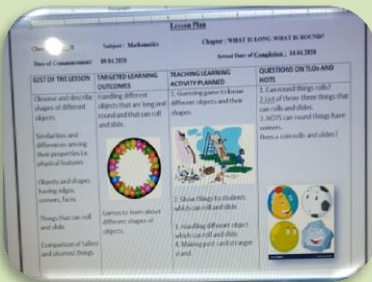 Lesson Plan
Subject : Mathematics
Chapter : WHAT IS LONG WHAT IS ROUND?
Date of Commencement: 09.04.2020
Actual Date of Completion : 14.04.2020
GIST OF THE LESSON
Observe and describe
shapes of different
objects
Similarities and
differences among
their properties i.e.
physical features
Objects and shapes
having edges,
corners, faces
Things that can roll
and slide
Comparison of tallest
and shortest things
TARGETED LEARNING
OUTCOMES
Handling different
objects that are long and
round and that can roll
and slide.
Games to learn about
different shapes of
objects.
TEACHING LEARNING
ACTIVITY PLANNED
1. Guessing game to know
different objects and their
shapes.
2. Show things to students
which can roll and slide.
3. Handling different object
which can roll and slide.
4. Making post card stronger
stand.
QUESTIONS ON TLOs AND
HOTS
1. Can round things rolls?
2.List of three-three things that
can rolls and slides.
3. HOTS can round things have
corners.
Does a coin rolls and slides?